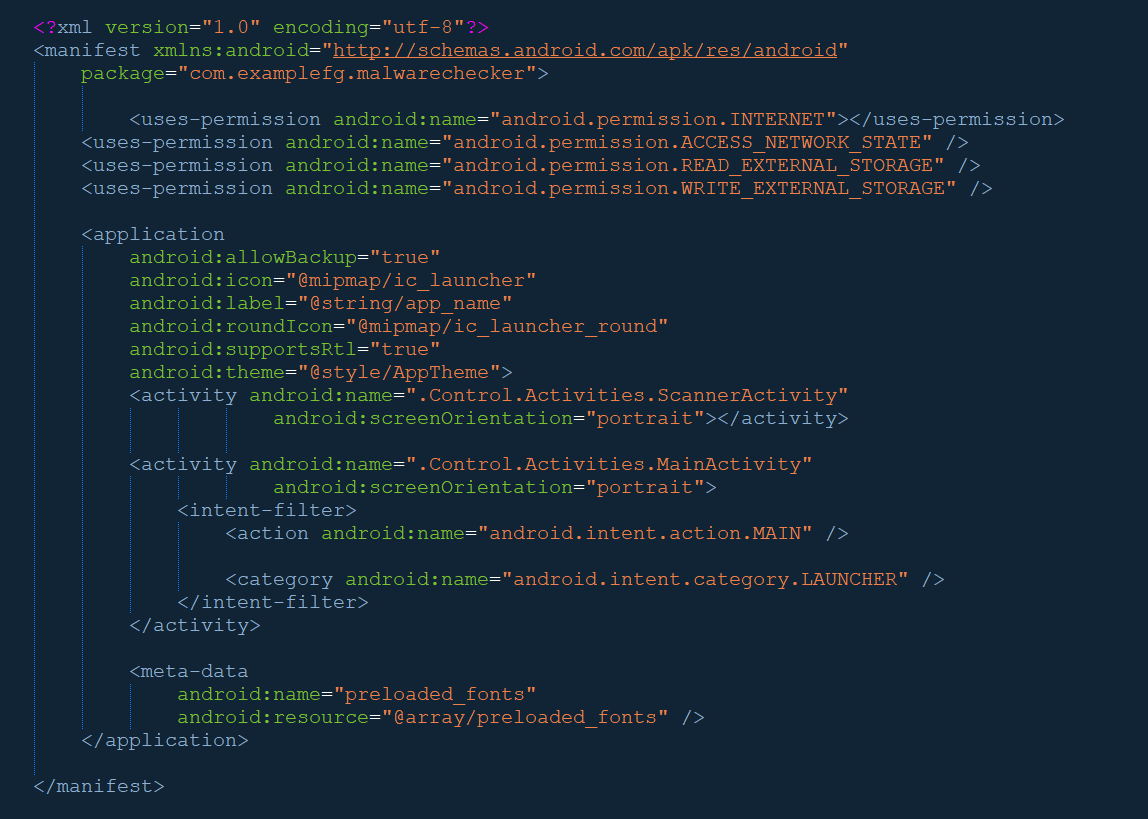 <?xml version="1.0" encoding="utf-8"?>
<manifest xmlns:android="http://schemas.android.com/apk/res/android"
    package="com.examplefg.malwarechecker">

        <uses-permission android:name="android.permission.INTERNET"></uses-permission>
    <uses-permission android:name="android.permission.ACCESS_NETWORK_STATE" />
    <uses-permission android:name="android.permission.READ_EXTERNAL_STORAGE" />
    <uses-permission android:name="android.permission.WRITE_EXTERNAL_STORAGE" />

    <application
        android:allowBackup="true"
        android:icon="@mipmap/ic_launcher"
        android:label="@string/app_name"
        android:roundIcon="@mipmap/ic_launcher_round"
        android:supportsRtl="true"
        android:theme="@style/AppTheme">
        <activity android:name=".Control.Activities.ScannerActivity"
                    android:screenOrientation="portrait"></activity>

        <activity android:name=".Control.Activities.MainActivity"
                    android:screenOrientation="portrait">
            <intent-filter>
                <action android:name="android.intent.action.MAIN" />

                <category android:name="android.intent.category.LAUNCHER" />
            </intent-filter>
        </activity>

        <meta-data
            android:name="preloaded_fonts"
            android:resource="@array/preloaded_fonts" />
    </application>

</manifest>